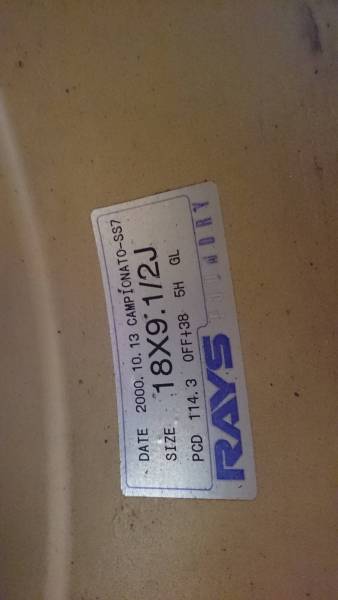 DATE 2000.10.13 CAMPIONATO-SS7
SIZE 18X9.1/2J
PCD 114.3 OFF+38 5H GL
RAYS